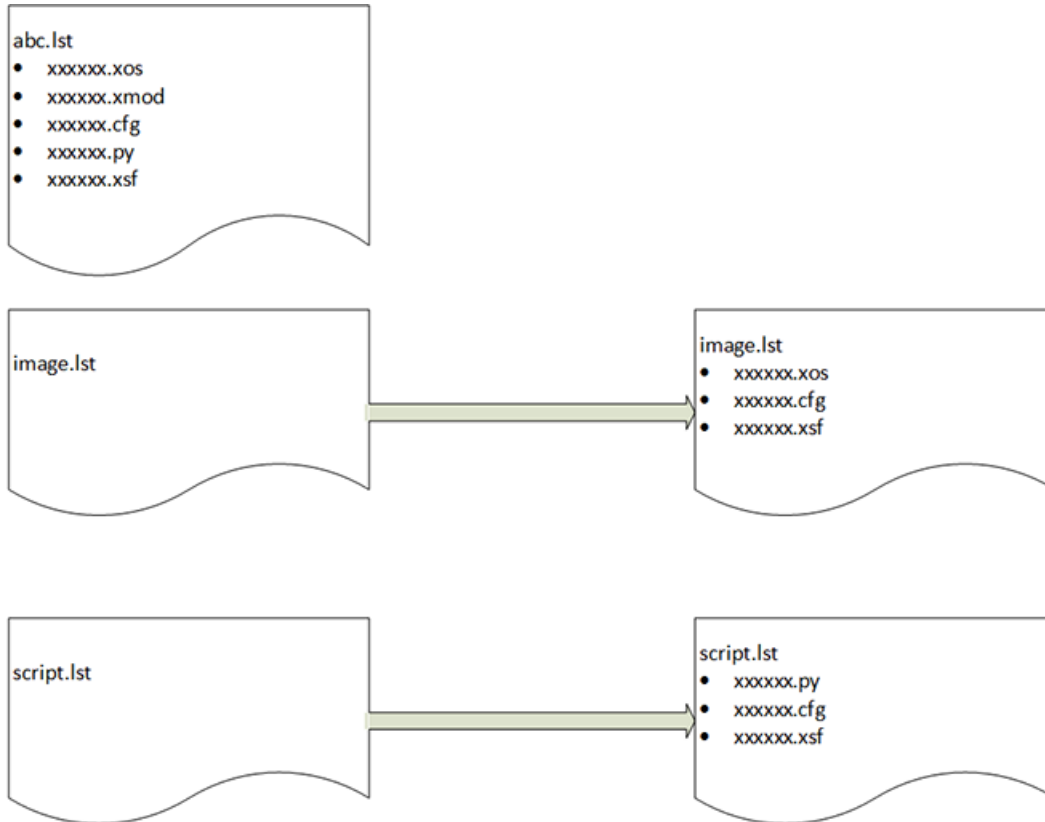 abc.lst
• xxxxxx.xos
• xxxxxx.xmod
• xxxxxx.cfg
• xxxxxx.py
• xxxxxx.xsf
image.lst
image.lst
• xxxxxx.xos
• xxxxxx.cfg
• xxxxxx.xsf
script.lst
script.lst
• xxxxxx.py
• xxxxxx.cfg
• xxxxxx.xsf